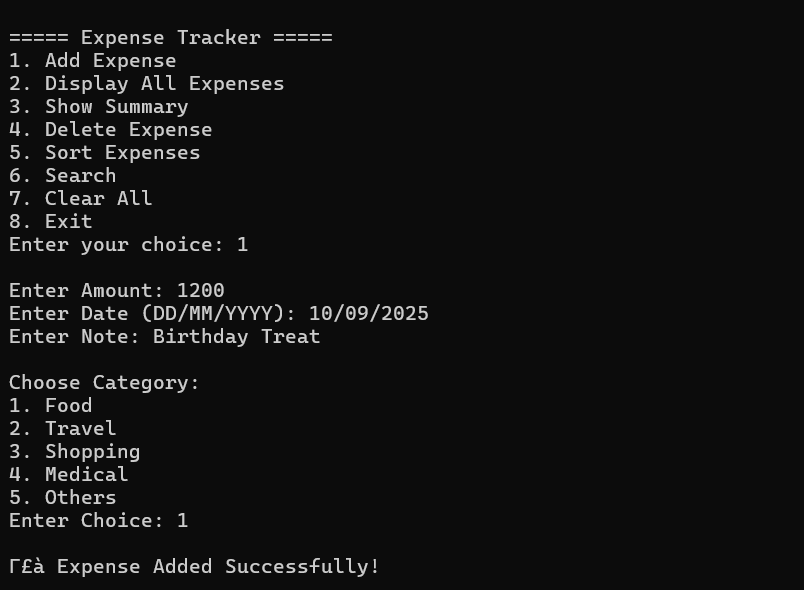 ===== Expense Tracker =====
1. Add Expense
2. Display All Expenses
3. Show Summary
4. Delete Expense
5. Sort Expenses
6. Search
7. Clear All
8. Exit
Enter your choice: 1
Enter Amount: 1200
Enter Date (DD/MM/YYYY): 10/09/2025
Enter Note: Birthday Treat
Choose Category:
1. Food
2. Travel
3. Shopping
4. Medical
5. Others
Enter Choice: 1
Γ£à Expense Added Successfully!